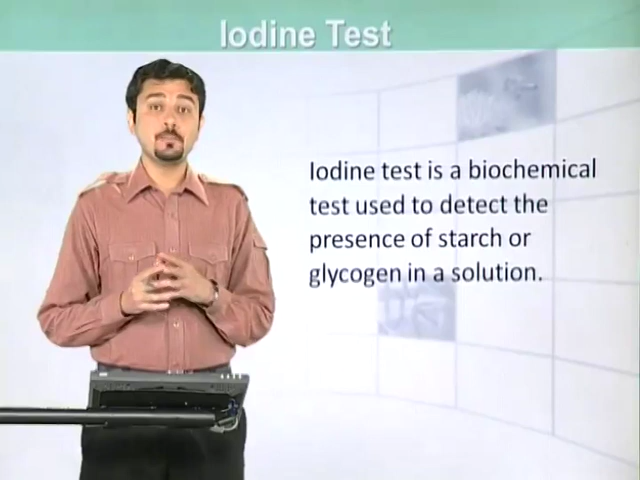 Iodine Test
Iodine test is a biochemical
test used to detect the
presence of starch or
glycogen in a solution.